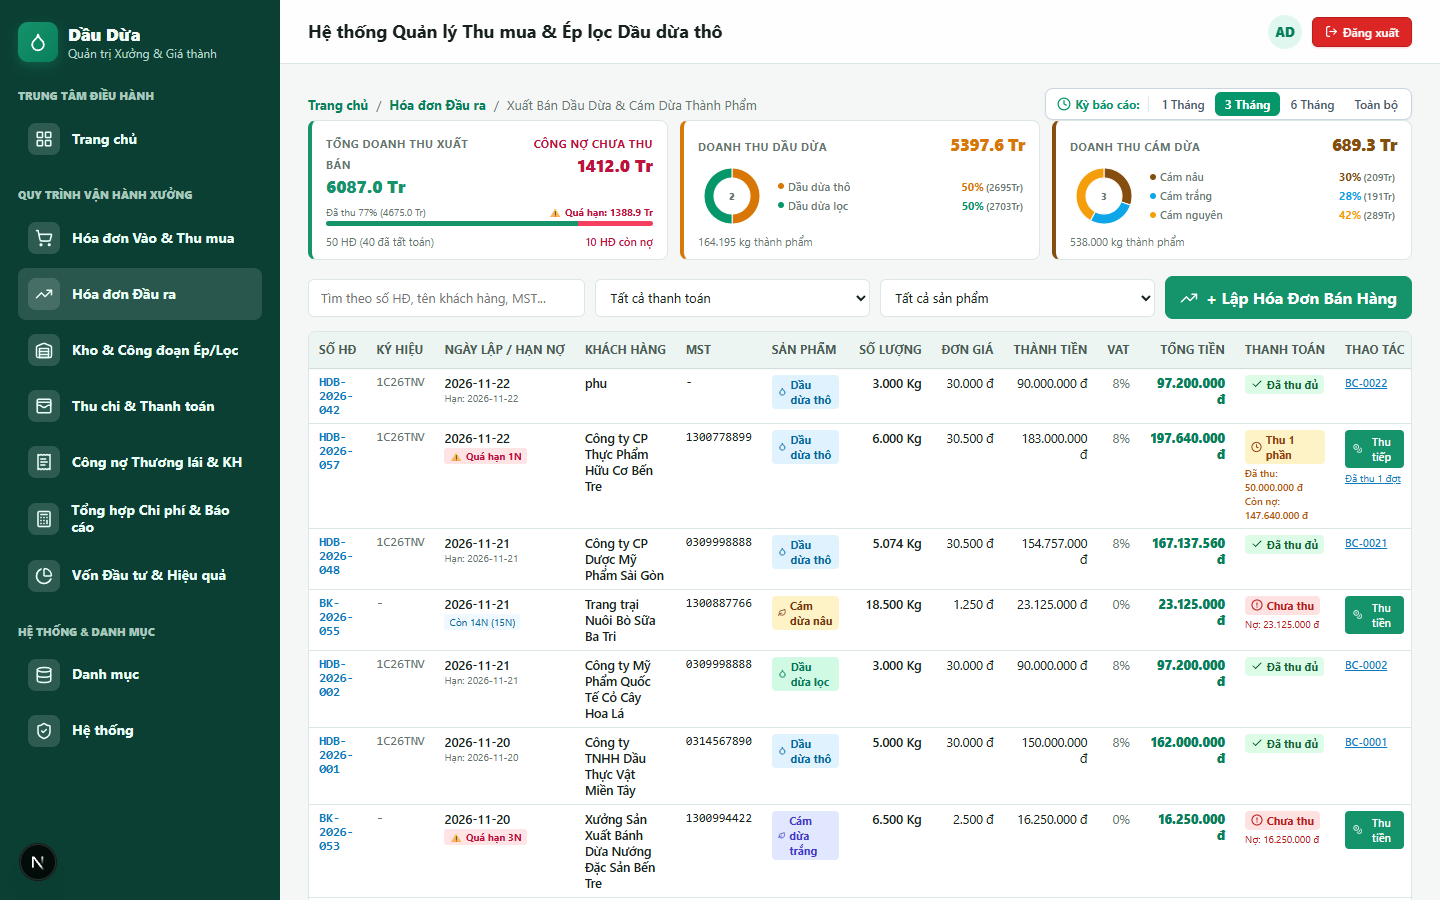 Dầu Dừa
Quản trị Xưởng & Giá thành
TRUNG TÂM ĐIỀU HÀNH
Trang chủ
QUY TRÌNH VẬN HÀNH XƯỞNG
Hóa đơn Vào & Thu mua
Hóa đơn Đầu ra
Kho & Công đoạn Ép/Lọc
Thu chi & Thanh toán
Công nợ Thương lái & KH
Tổng hợp Chi phí & Báo
cáo
Vốn Đầu tư & Hiệu quả
HỆ THỐNG & DANH MỤC
Danh mục
Hệ thống
N
Hệ thống Quản lý Thu mua & Ép lọc Dầu dừa thô
AD
Đăng xuất
Trang chủ / Hóa đơn Đầu ra / Xuất Bán Dầu Dừa & Cám Dừa Thành Phẩm
Kỳ báo cáo: 1 Tháng 3 Tháng 6 Tháng Toàn bộ
TỔNG DOANH THU XUẤT
BÁN
6087.0 Tr
CÔNG NỢ CHƯA THU
1412.0 Tr
Đã thu 77% (4675.0 Tr)
Quá hạn: 1388.9 Tr
50 HĐ (40 đã tất toán)
10 HĐ còn nợ
DOANH THU DẦU DỪA
5397.6 Tr
2
Dầu dừa thô 50% (2695Tr)
Dầu dừa lọc 50% (2703Tr)
164.195 kg thành phẩm
DOANH THU CÁM DỪA
689.3 Tr
3
Cám nâu 30% (209Tr)
Cám trắng 28% (191Tr)
Cám nguyên 42% (289Tr)
538.000 kg thành phẩm
Tìm theo số HĐ, tên khách hàng, MST...
Tất cả thanh toán
Tất cả sản phẩm
+ Lập Hóa Đơn Bán Hàng
SỐ HĐ KÝ HIỆU NGÀY LẬP / HẠN NỢ KHÁCH HÀNG MST SẢN PHẨM SỐ LƯỢNG ĐƠN GIÁ THÀNH TIỀN VAT TỔNG TIỀN THANH TOÁN THAO TÁC
HDB-
2026-
042
1C26TNV
2026-11-22
Hạn: 2026-11-22
phu
-
Dầu
dừa thô
3.000 Kg
30.000 đ
90.000.000 đ
8%
97.200.000
đ
Đã thu đủ
BC-0022
HDB-
2026-
057
1C26TNV
2026-11-22
Quá hạn 1N
Công ty CP
Thực Phẩm
Hữu Cơ Bến
Tre
1300778899
Dầu
dừa thô
6.000 Kg
30.500 đ
183.000.000
đ
8%
197.640.000
đ
Thu 1
phần
Đã thu:
50.000.000 đ
Còn nợ:
147.640.000 đ
Thu
tiếp
Đã thu 1 đợt
HDB-
2026-
048
1C26TNV
2026-11-21
Hạn: 2026-11-21
Công ty CP
Dược Mỹ
Phẩm Sài Gòn
0309998888
Dầu
dừa thô
5.074 Kg
30.500 đ
154.757.000
đ
8%
167.137.560
đ
Đã thu đủ
BC-0021
BK-
2026-
055
-
2026-11-21
Còn 14N (15N)
Trang trại
Nuôi Bò Sữa
Ba Tri
1300887766
Cám
dừa nâu
18.500 Kg
1.250 đ
23.125.000 đ
0%
23.125.000
đ
Chưa thu
Nợ: 23.125.000 đ
Thu
tiền
HDB-
2026-
002
1C26TNV
2026-11-21
Hạn: 2026-11-21
Công ty Mỹ
Phẩm Quốc
Tế Cỏ Cây
Hoa Lá
0309998888
Dầu
dừa lọc
3.000 Kg
30.000 đ
90.000.000 đ
8%
97.200.000
đ
Đã thu đủ
BC-0002
HDB-
2026-
001
1C26TNV
2026-11-20
Hạn: 2026-11-20
Công ty
TNHH Dầu
Thực Vật
Miền Tây
0314567890
Dầu
dừa thô
5.000 Kg
30.000 đ
150.000.000
đ
8%
162.000.000
đ
Đã thu đủ
BC-0001
BK-
2026-
053
-
2026-11-20
Quá hạn 3N
Xưởng Sản
Xuất Bánh
Dừa Nướng
Đặc Sản Bến
Tre
1300994422
Cám
dừa
trắng
6.500 Kg
2.500 đ
16.250.000 đ
0%
16.250.000
đ
Chưa thu
Nợ: 16.250.000 đ
Thu
tiền